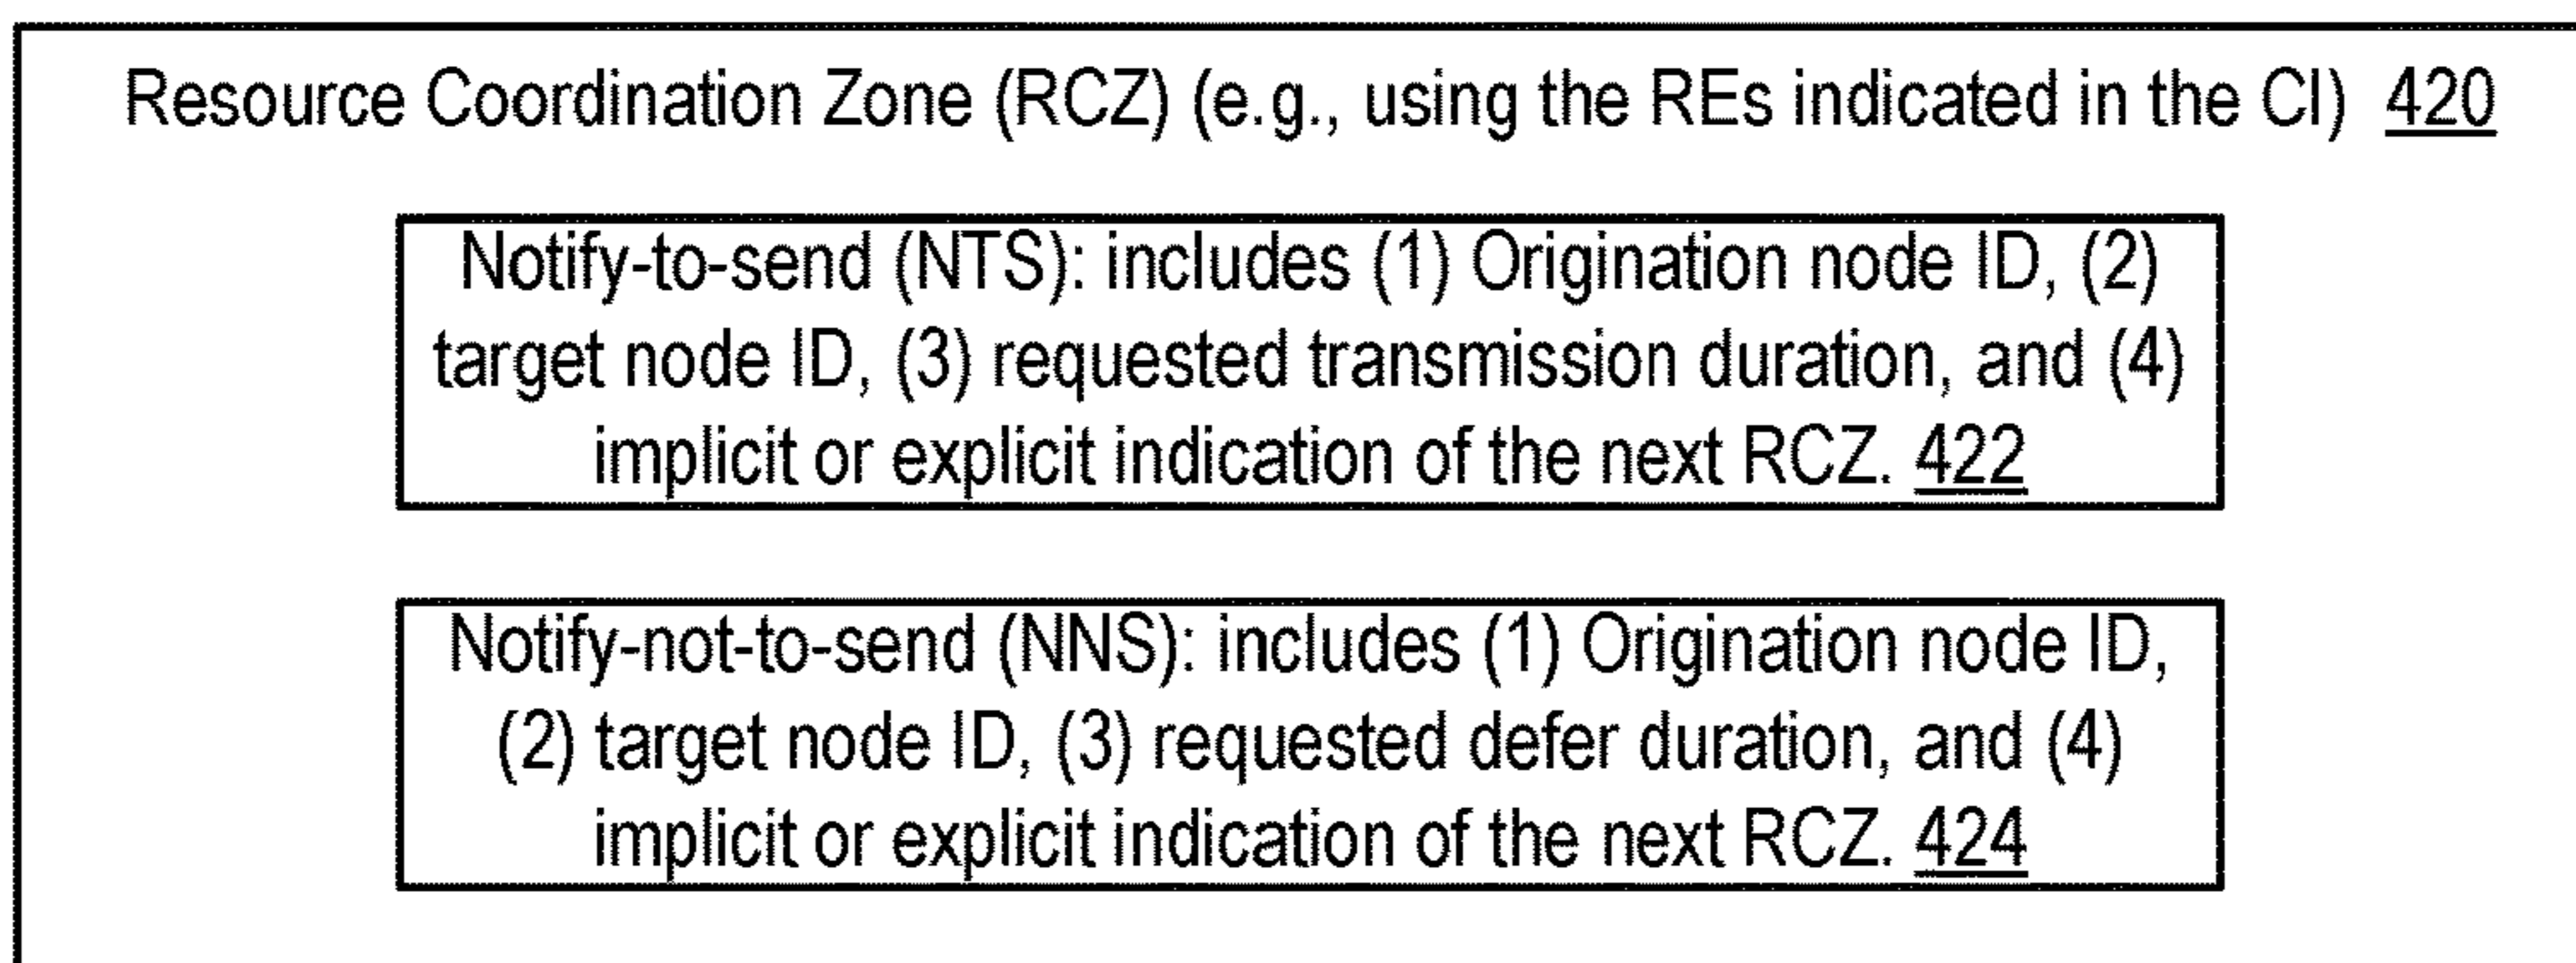 Resource Coordination Zone (RCZ) (e.g., using the REs indicated in the CI) 420
Notify-to-send (NTS): includes (1) Origination node ID, (2)
target node ID, (3) requested transmission duration, and (4)
implicit or explicit indication of the next RCZ. 422
Notify-not-to-send (NNS): includes (1) Origination node ID,
(2) target node ID, (3) requested defer duration, and (4)
implicit or explicit indication of the next RCZ. 424